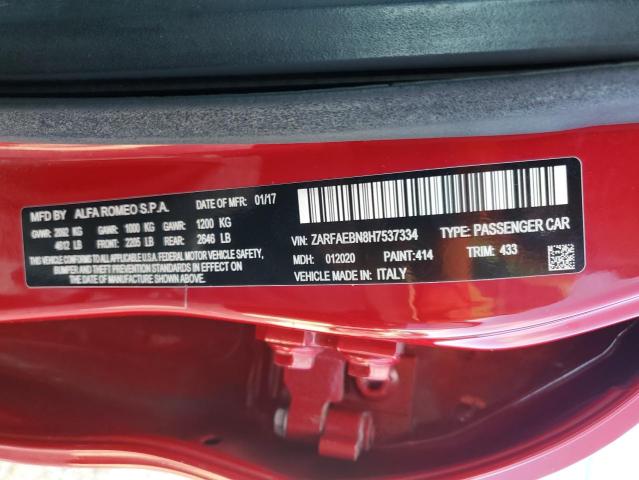 MFD BY ALFA ROMEO S.P.A. DATE OF MFR: 01/17
GVWR: 2092 KG GAWR: 1000 KG GAWR: 1200 KG
4612 LB FRONT: 2205 LB REAR: 2646 LB
THIS VEHICLE CONFORMS TO ALL APPLICABLE U.S.A. FEDERAL MOTOR VEHICLE SAFETY,
BUMPER, AND THEFT PREVENTION STANDARDS IN EFFECT ON THE
DATE OF MANUFACTURE SHOWN ABOVE.
VIN: ZARFAEBN8H7537334 TYPE: PASSENGER CAR
MDH: 012020 PAINT: 414 TRIM: 433
VEHICLE MADE IN: ITALY